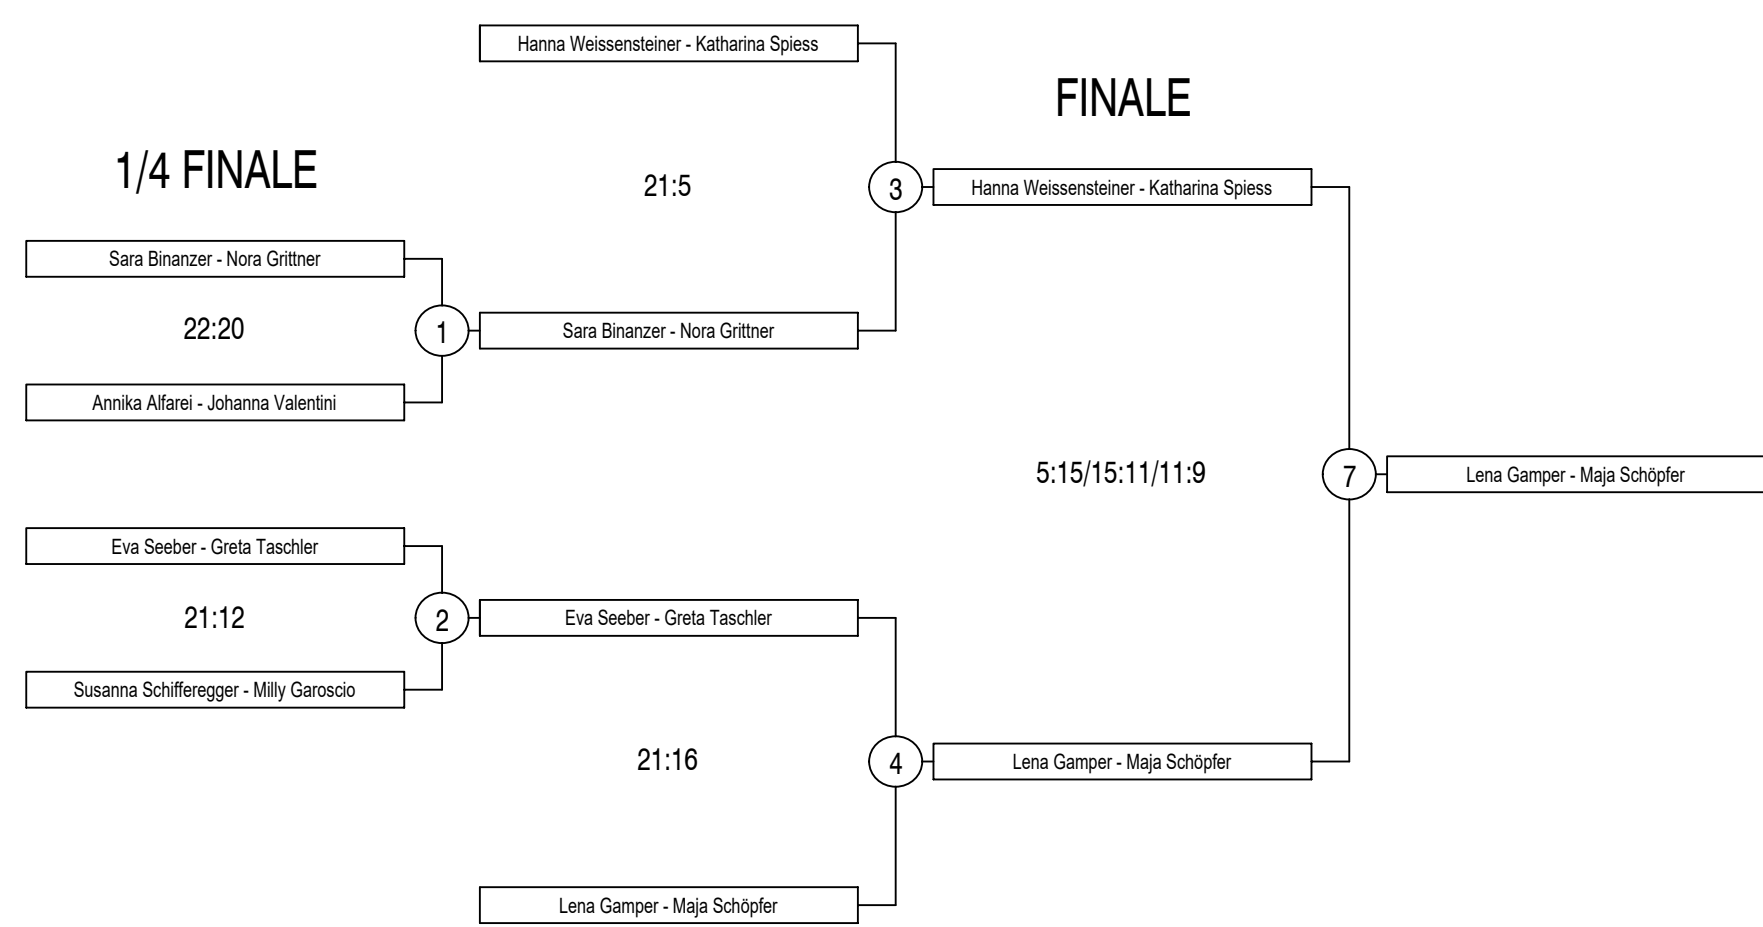 Hanna Weissensteiner - Katharina Spiess
FINALE
1/4 FINALE
21:5
3
Hanna Weissensteiner - Katharina Spiess
Sara Binanzer - Nora Grittner
22:20
1
Sara Binanzer - Nora Grittner
Annika Alfarei - Johanna Valentini
5:15/15:11/11:9
7
Lena Gamper - Maja Schöpfer
Eva Seeber - Greta Taschler
21:12
2
Eva Seeber - Greta Taschler
Susanna Schifferegger - Milly Garoscio
21:16
4
Lena Gamper - Maja Schöpfer
Lena Gamper - Maja Schöpfer